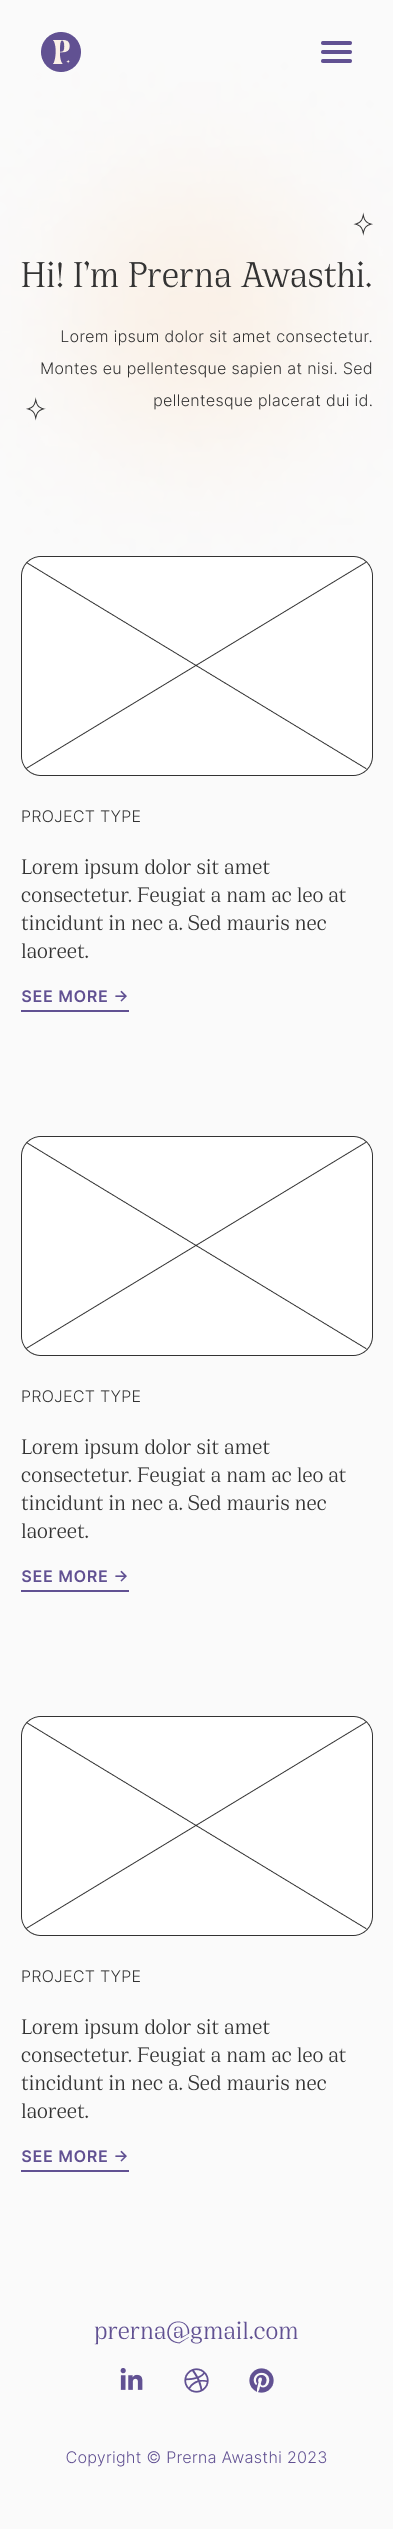 P.
Hi! I’m Prerna Awasthi.
Lorem ipsum dolor sit amet consectetur.
Montes eu pellentesque sapien at nisi. Sed
pellentesque placerat dui id.
PROJECT TYPE
Lorem ipsum dolor sit amet
consectetur. Feugiat a nam ac leo at
tincidunt in nec a. Sed mauris nec
laoreet.
SEE MORE →
PROJECT TYPE
Lorem ipsum dolor sit amet
consectetur. Feugiat a nam ac leo at
tincidunt in nec a. Sed mauris nec
laoreet.
SEE MORE →
PROJECT TYPE
Lorem ipsum dolor sit amet
consectetur. Feugiat a nam ac leo at
tincidunt in nec a. Sed mauris nec
laoreet.
SEE MORE →
prerna@gmail.com
in
Copyright © Prerna Awasthi 2023